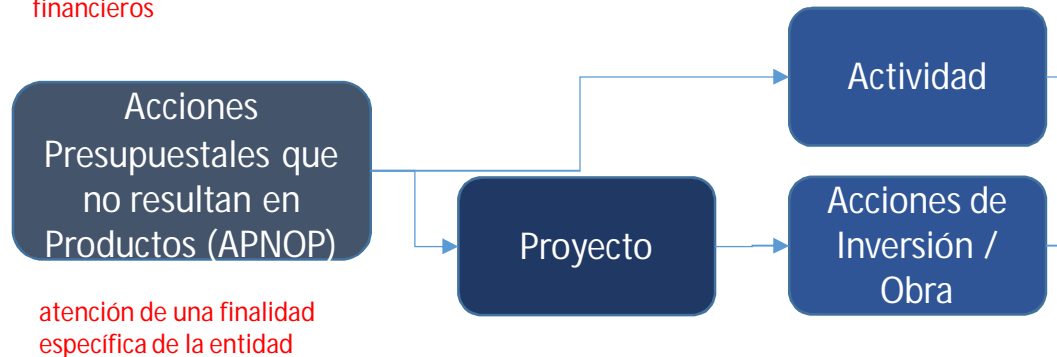 financieros
Acciones
Presupuestales que
no resultan en
Productos (APNOP)
Actividad
Proyecto
Acciones de
Inversión /
Obra
atención de una finalidad
específica de la entidad